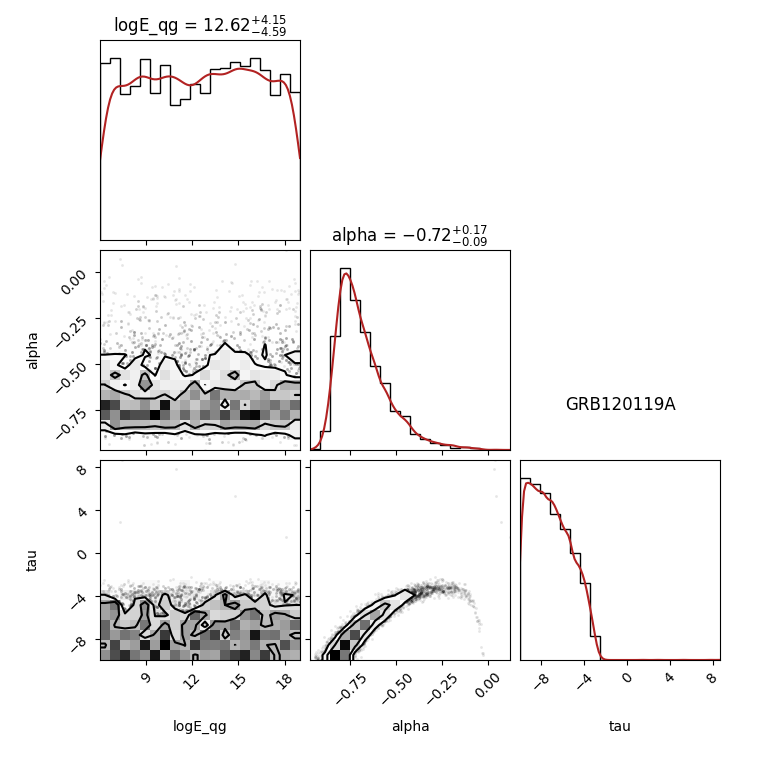 logE_qg = 12.62+4.15−4.59
alpha = −0.72+0.17−0.09
0.00
−0.25
−0.50
−0.75
alpha
GRB120119A
8
4
0
−4
−8
tau
9 12 15 18
−0.75 −0.50 −0.25 0.00
−8 −4 0 4 8
logE_qg alpha tau